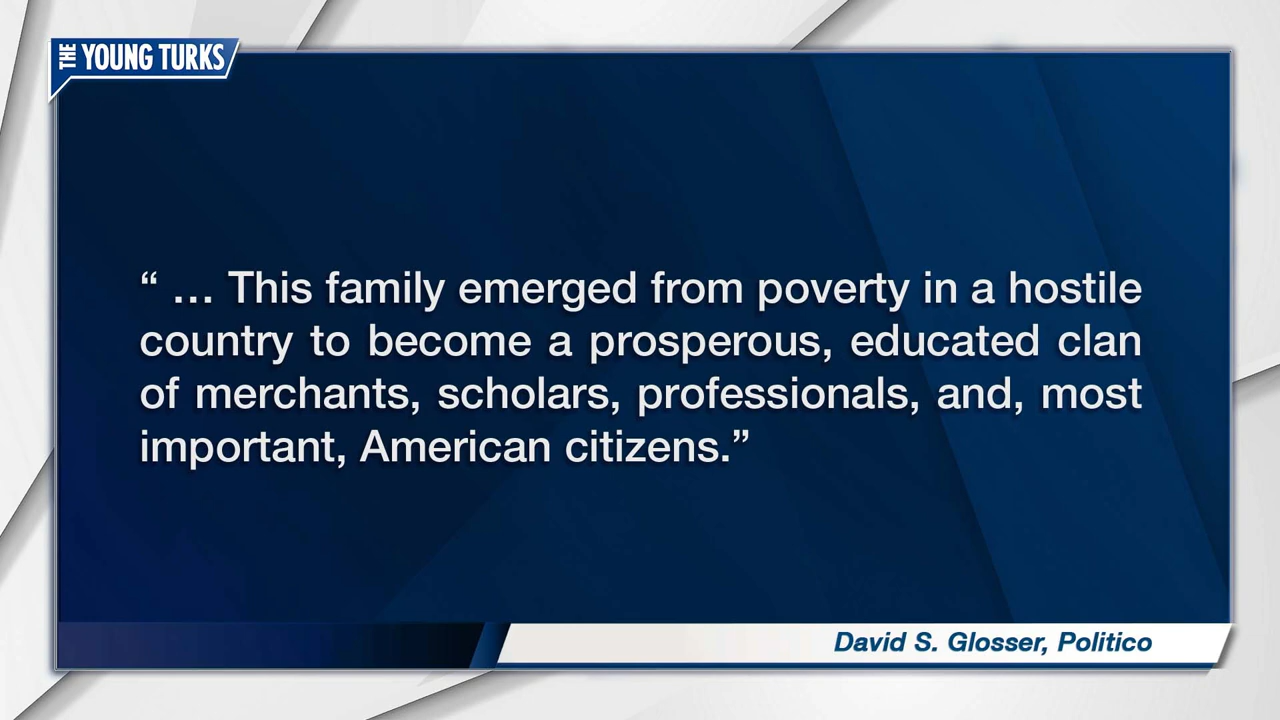 THE YOUNG TURKS
“ … This family emerged from poverty in a hostile
country to become a prosperous, educated clan
of merchants, scholars, professionals, and, most
important, American citizens.”
David S. Glosser, Politico